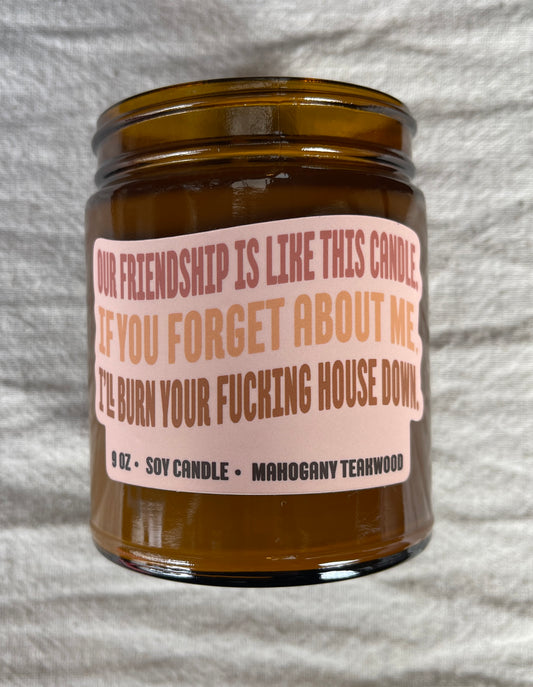 OUR FRIENDSHIP IS LIKE THIS CANDLE.
IF YOU FORGET ABOUT ME,
I'LL BURN YOUR FUCKING HOUSE DOWN.
9 OZ • SOY CANDLE • MAHOGANY TEAKWOOD